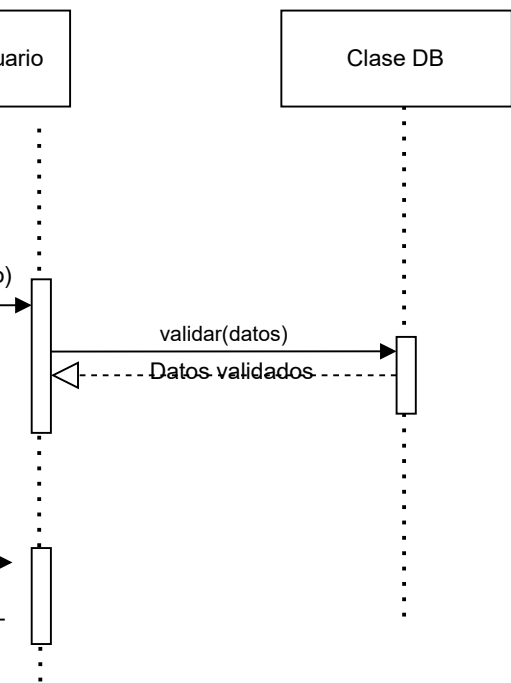 uario
Clase DB
o)
validar(datos)
Datos validados